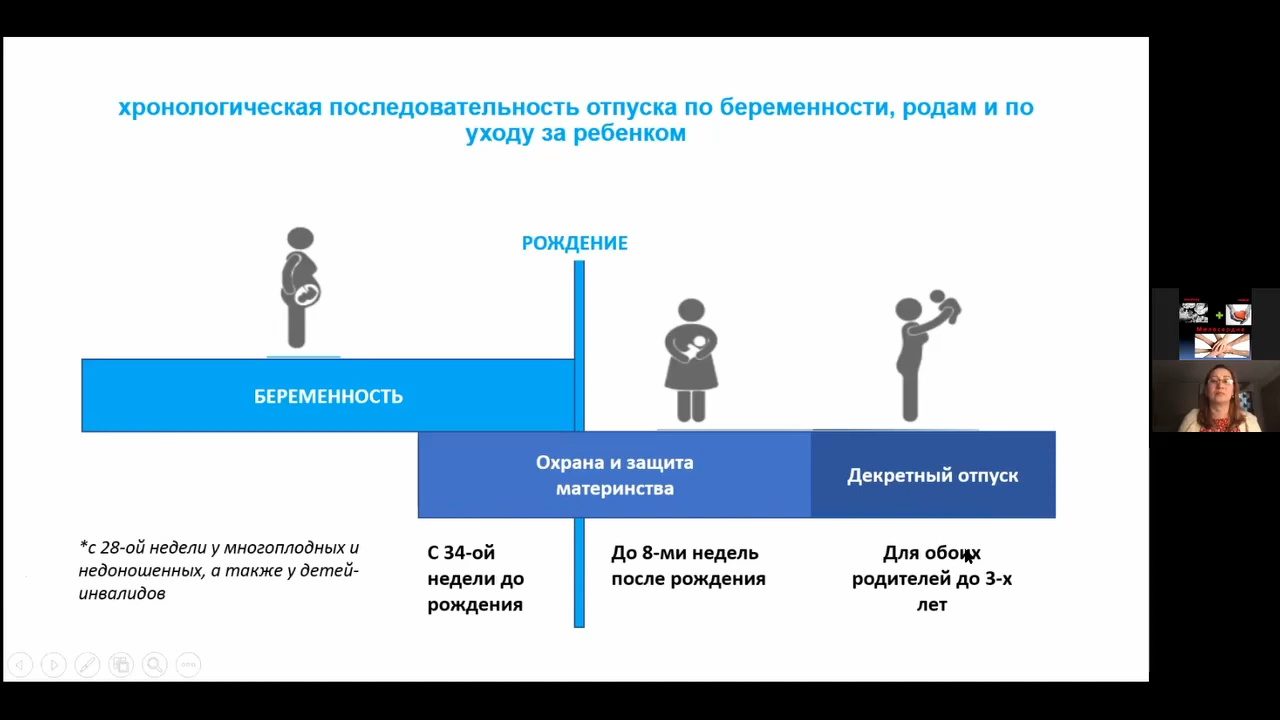 хронологическая последовательность отпуска по беременности, родам и по
уходу за ребенком
РОЖДЕНИЕ
БЕРЕМЕННОСТЬ
Охрана и защита
материнства
Декретный отпуск
*с 28-ой недели у многоплодных и
недоношенных, а также у детей-
инвалидов
С 34-ой
недели до
рождения
До 8-ми недель
после рождения
Для обоих
родителей до 3-х
лет
Милосердие